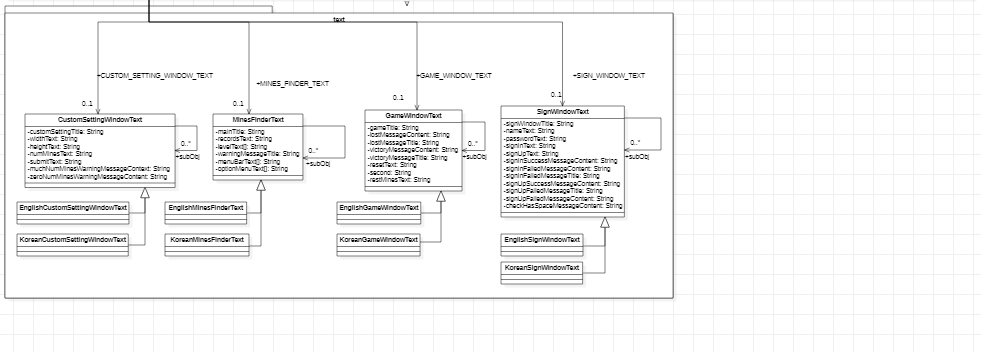 text
+CUSTOM_SETTING_WINDOW_TEXT
+MINES_FINDER_TEXT
+GAME_WINDOW_TEXT
+SIGN_WINDOW_TEXT
0..1
0..1
0..1
0..1
CustomSettingWindowText
-customSettingTitle: String
-widthText: String
-heightText: String
-numMinesText: String
-submitText: String
-muchNumMinesWarningMessageContext: String
-zeroNumMinesWarningMessageContent: String
0..*
+subObj
EnglishCustomSettingWindowText
KoreanCustomSettingWindowText
MinesFinderText
-mainTitle: String
-recordsText: String
-levelText[]: String
-warningMessageTitle: String
-menuBarText[]: String
-optionMenuText[]: String
0..*
+subObj
EnglishMinesFinderText
KoreanMinesFinderText
GameWindowText
-gameTitle: String
-lostMessageContent: String
-lostMessageTitle: String
-victoryMessageContent: String
-victoryMessageTitle: String
-resetText: String
-second: String
-restMinesText: String
0..*
+subObj
EnglishGameWindowText
KoreanGameWindowText
SignWindowText
-signWindowTitle: String
-nameText: String
-passwordText: String
-signInText: String
-signUpText: String
-signInSuccessMessageContent: String
-signInFailedMessageContent: String
-signInFailedMessageTitle: String
-signUpSuccessMessageContent: String
-signUpFailedMessageTitle: String
-signUpFailedMessageContent: String
-checkHasSpaceMessageContent: String
0..*
+subObj
EnglishSignWindowText
KoreanSignWindowText